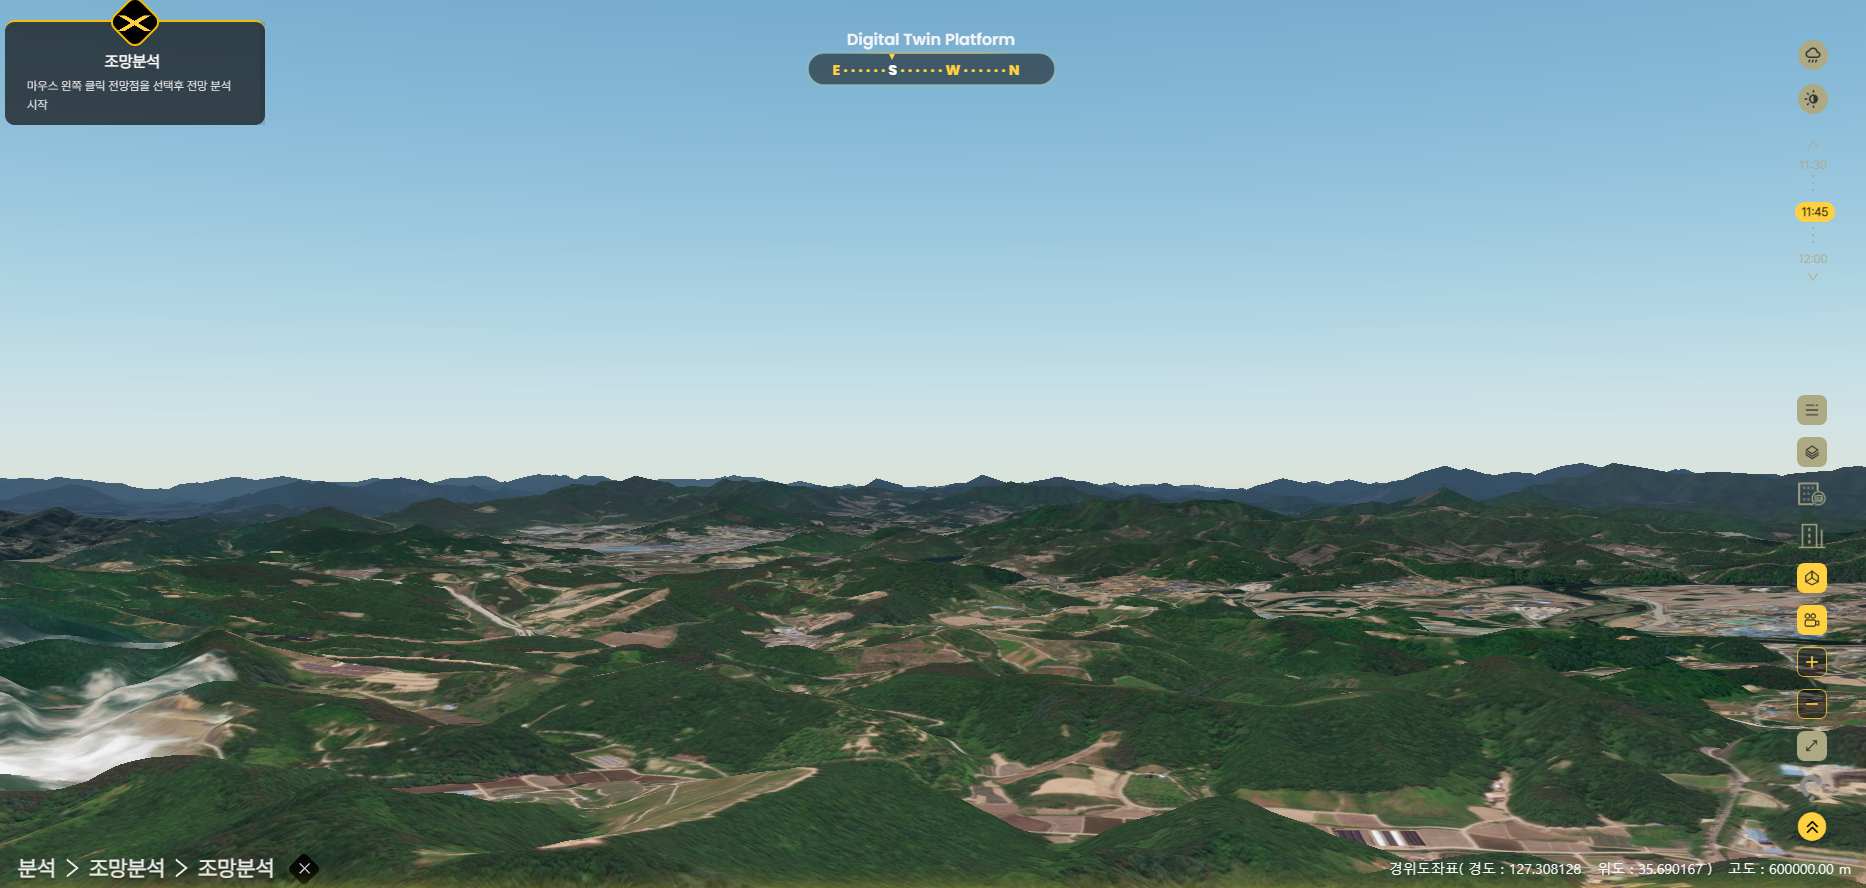 조망분석
마우스 왼쪽 클릭 전망점을 선택후 전망 분석
시작
Digital Twin Platform
E······S······W······N
11:30
11:45
12:00
분석 > 조망분석 > 조망분석
경위도좌표( 경도 : 127.308128 위도 : 35.690167 ) 고도 : 600000.00 m